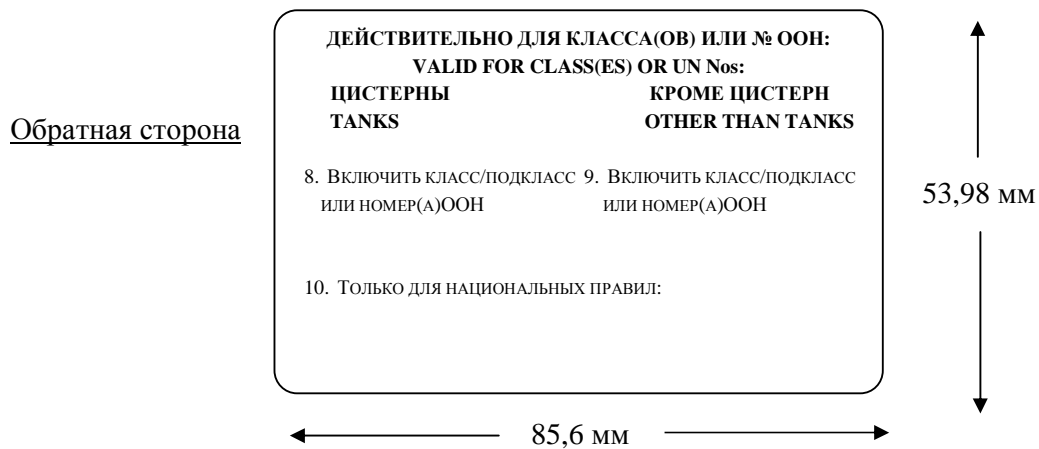 ДЕЙСТВИТЕЛЬНО ДЛЯ КЛАССА(ОВ) ИЛИ № ООН:
VALID FOR CLASS(ES) OR UN Nos:
ЦИСТЕРНЫ КРОМЕ ЦИСТЕРН
TANKS OTHER THAN TANKS
Обратная сторона
8. ВКЛЮЧИТЬ КЛАСС/ПОДКЛАСС 9. ВКЛЮЧИТЬ КЛАСС/ПОДКЛАСС
ИЛИ НОМЕР(А)ООН ИЛИ НОМЕР(А)ООН
53,98 мм
10. ТОЛЬКО ДЛЯ НАЦИОНАЛЬНЫХ ПРАВИЛ:
85,6 мм